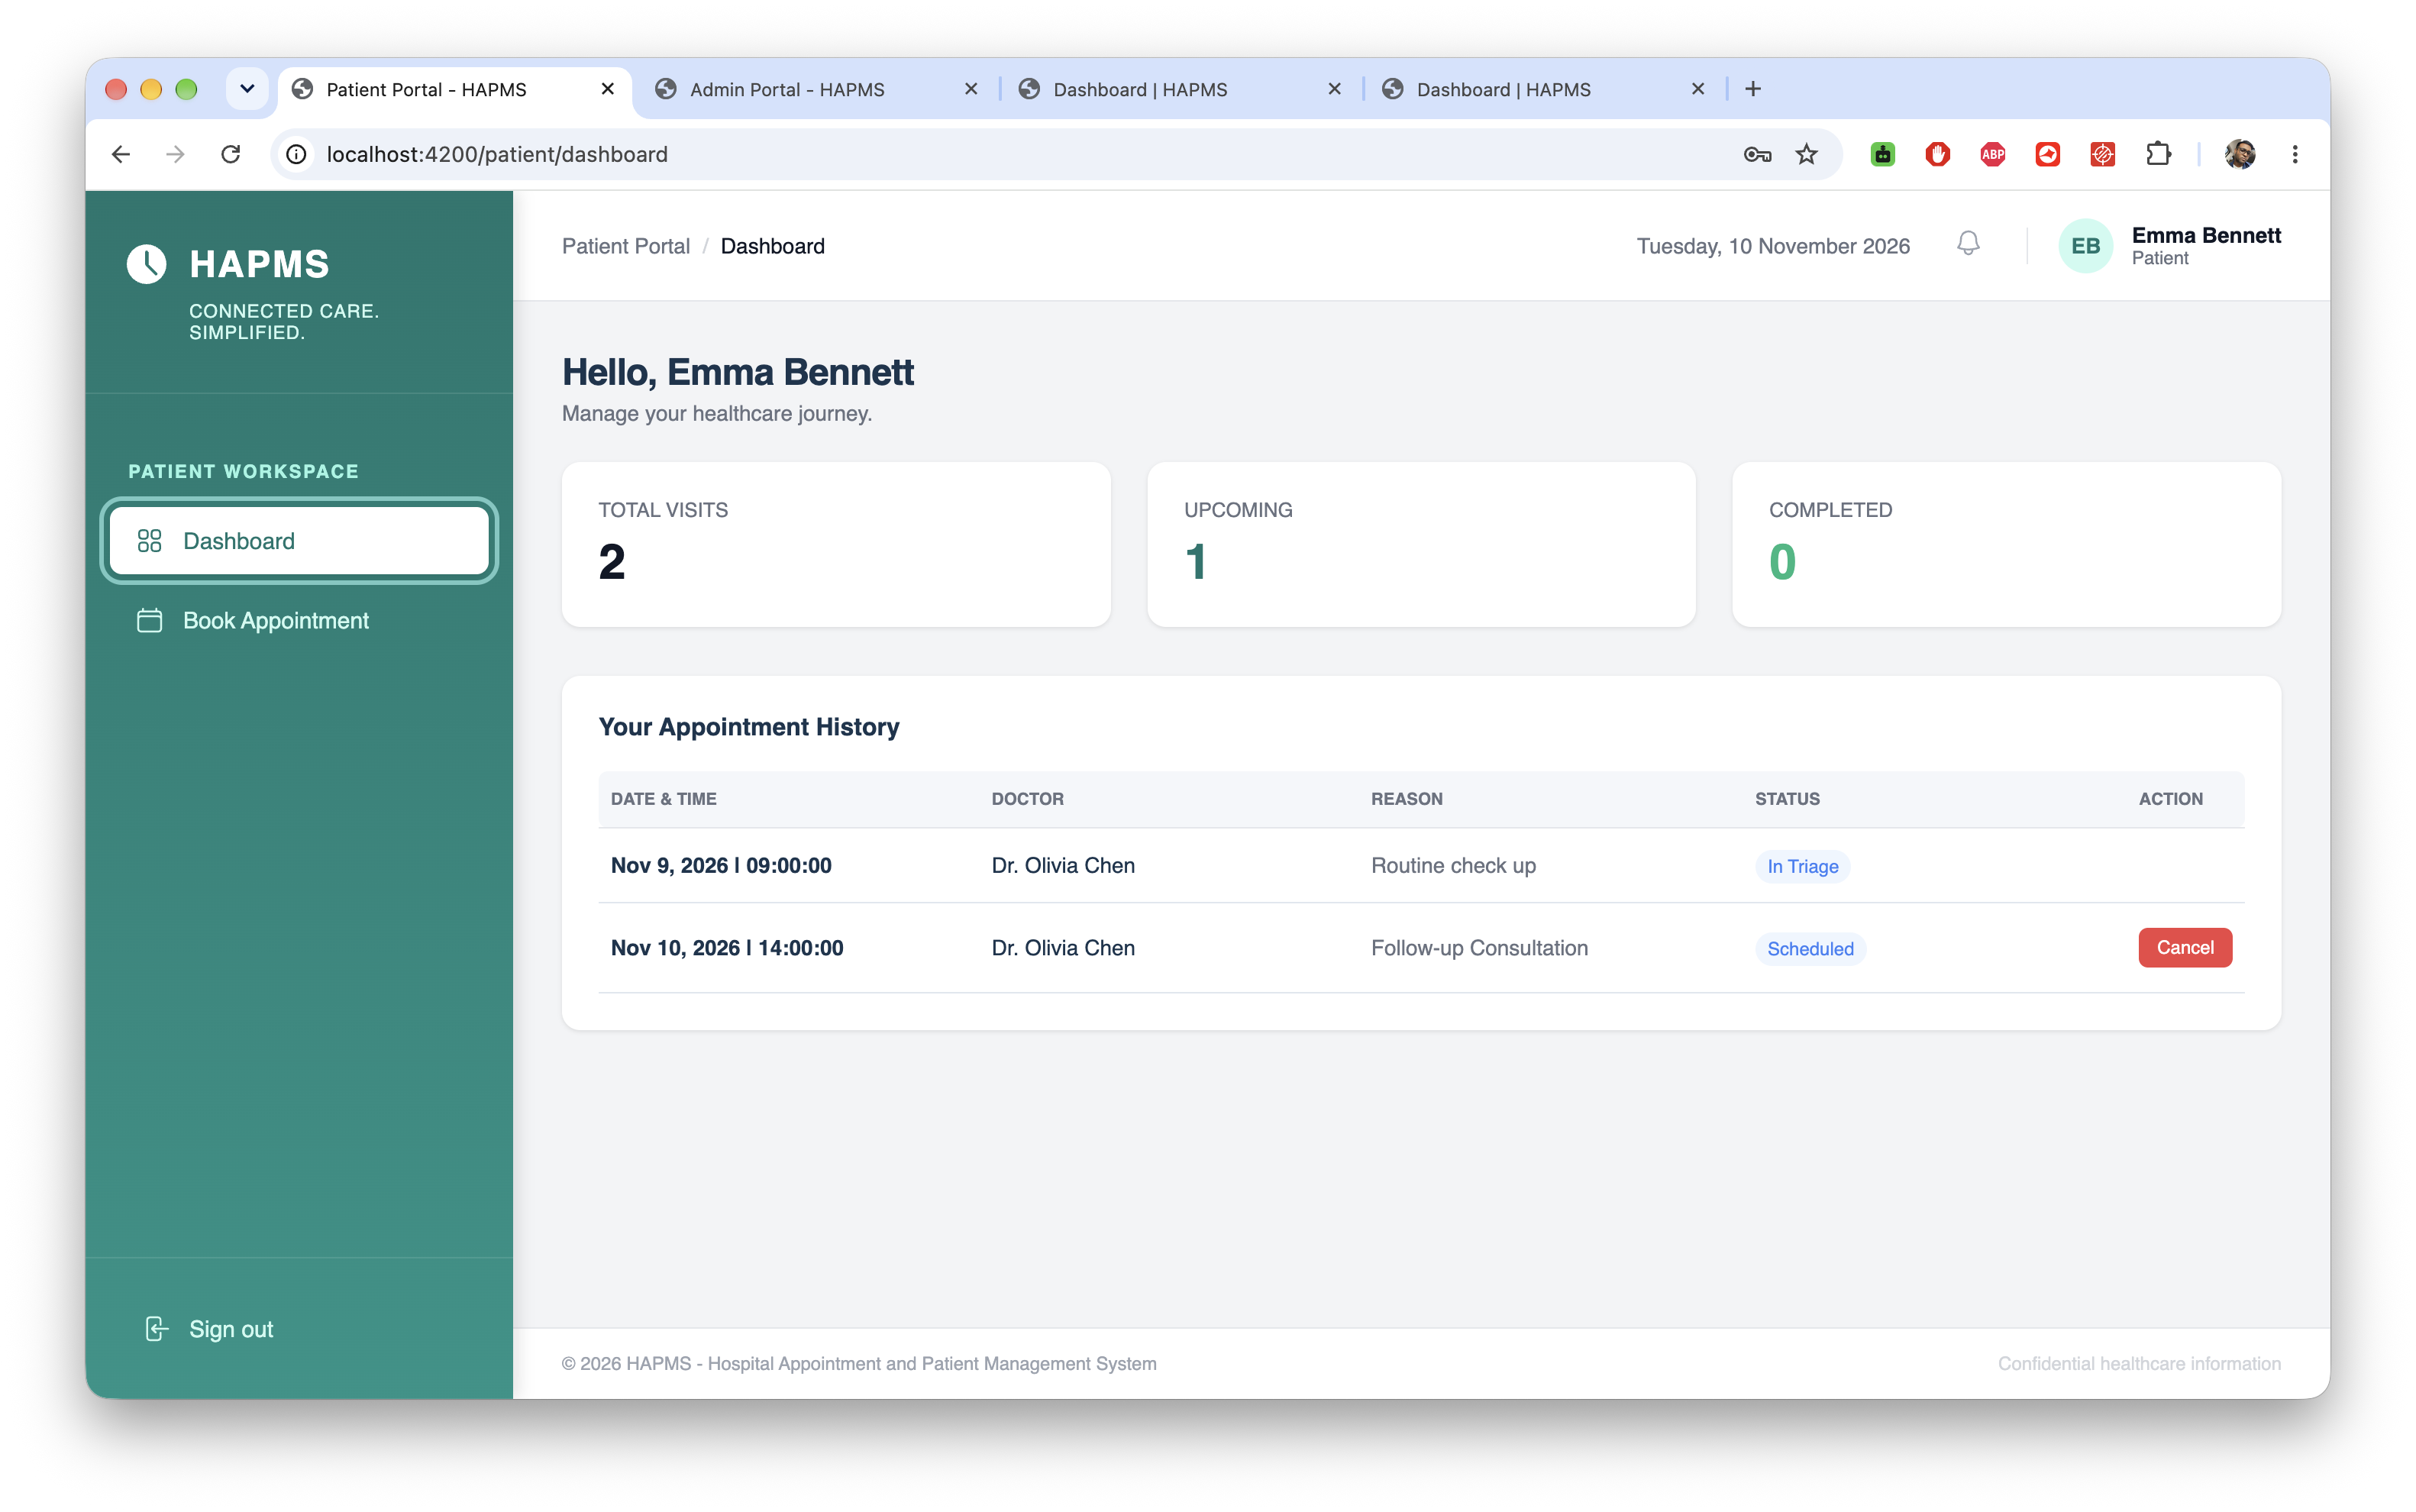 Patient Portal - HAPMS
Admin Portal - HAPMS
Dashboard | HAPMS
Dashboard | HAPMS
localhost:4200/patient/dashboard
ABP
HAPMS
CONNECTED CARE.
SIMPLIFIED.
PATIENT WORKSPACE
Dashboard
Book Appointment
Sign out
Patient Portal / Dashboard
Tuesday, 10 November 2026
EB
Emma Bennett
Patient
Hello, Emma Bennett
Manage your healthcare journey.
TOTAL VISITS
2
UPCOMING
1
COMPLETED
0
Your Appointment History
DATE & TIME DOCTOR REASON STATUS ACTION
Nov 9, 2026 | 09:00:00 Dr. Olivia Chen Routine check up In Triage
Nov 10, 2026 | 14:00:00 Dr. Olivia Chen Follow-up Consultation Scheduled Cancel
© 2026 HAPMS - Hospital Appointment and Patient Management System
Confidential healthcare information